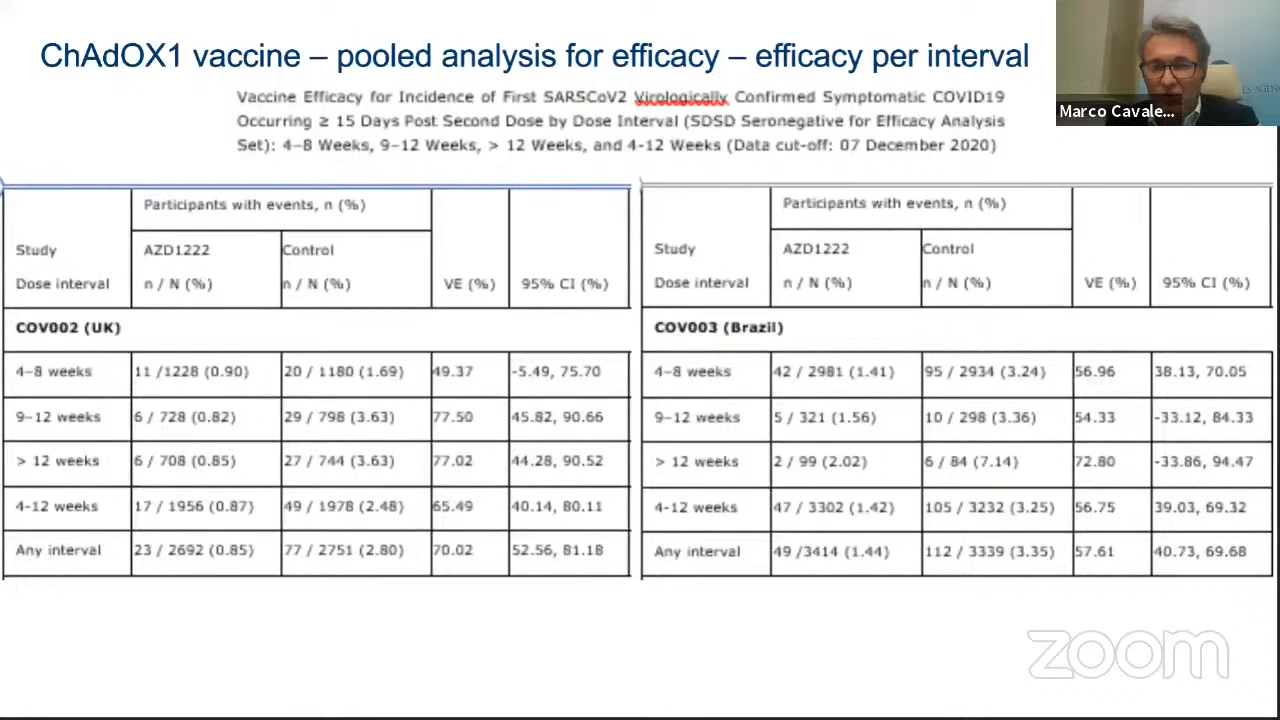 ChAdOX1 vaccine – pooled analysis for efficacy – efficacy per interval
Marco Cavale...
Vaccine Efficacy for Incidence of First SARSCoV2 Virologically Confirmed Symptomatic COVID19
Occurring ≥ 15 Days Post Second Dose by Dose Interval (SDSD Seronegative for Efficacy Analysis
Set): 4–8 Weeks, 9–12 Weeks, > 12 Weeks, and 4-12 Weeks (Data cut-off: 07 December 2020)
Participants with events, n (%)
Study AZD1222 Control
Dose interval n / N (%) n / N (%) VE (%) 95% CI (%)
COV002 (UK)
4–8 weeks 11 /1228 (0.90) 20 / 1180 (1.69) 49.37 -5.49, 75.70
9–12 weeks 6 / 728 (0.82) 29 / 798 (3.63) 77.50 45.82, 90.66
> 12 weeks 6 / 708 (0.85) 27 / 744 (3.63) 77.02 44.28, 90.52
4-12 weeks 17 / 1956 (0.87) 49 / 1978 (2.48) 65.49 40.14, 80.11
Any interval 23 / 2692 (0.85) 77 / 2751 (2.80) 70.02 52.56, 81.18
Participants with events, n (%)
Study AZD1222 Control
Dose interval n / N (%) n / N (%) VE (%) 95% CI (%)
COV003 (Brazil)
4–8 weeks 42 / 2981 (1.41) 95 / 2934 (3.24) 56.96 38.13, 70.05
9–12 weeks 5 / 321 (1.56) 10 / 298 (3.36) 54.33 -33.12, 84.33
> 12 weeks 2 / 99 (2.02) 6 / 84 (7.14) 72.80 -33.86, 94.47
4-12 weeks 47 / 3302 (1.42) 105 / 3232 (3.25) 56.75 39.03, 69.32
Any interval 49 /3414 (1.44) 112 / 3339 (3.35) 57.61 40.73, 69.68
zoom